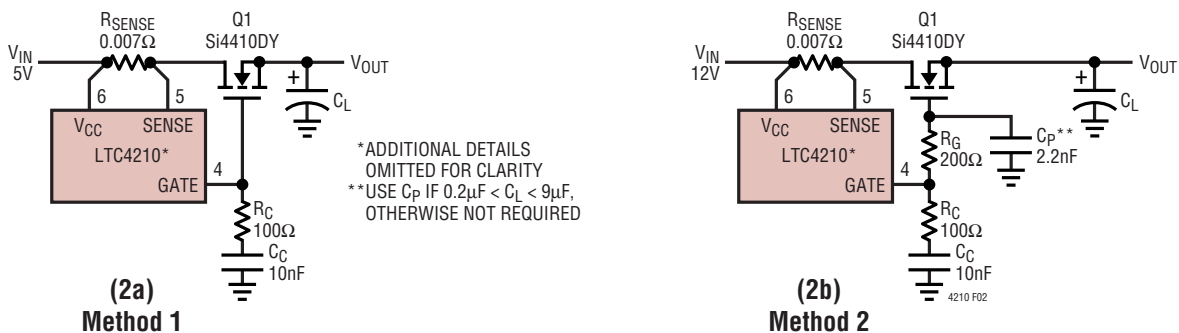 RSENSE
0.007Ω
Q1
Si4410DY
VIN
5V
VOUT
+
CL
6
5
VCC
SENSE
LTC4210*
GATE
4
RC
100Ω
CC
10nF
*ADDITIONAL DETAILS
OMITTED FOR CLARITY
**USE CP IF 0.2µF < CL < 9µF,
OTHERWISE NOT REQUIRED
(2a)
Method 1
RSENSE
0.007Ω
Q1
Si4410DY
VIN
12V
VOUT
+
CL
6
5
VCC
SENSE
LTC4210*
GATE
4
RG
200Ω
CP**
2.2nF
RC
100Ω
CC
10nF
4210 F02
(2b)
Method 2